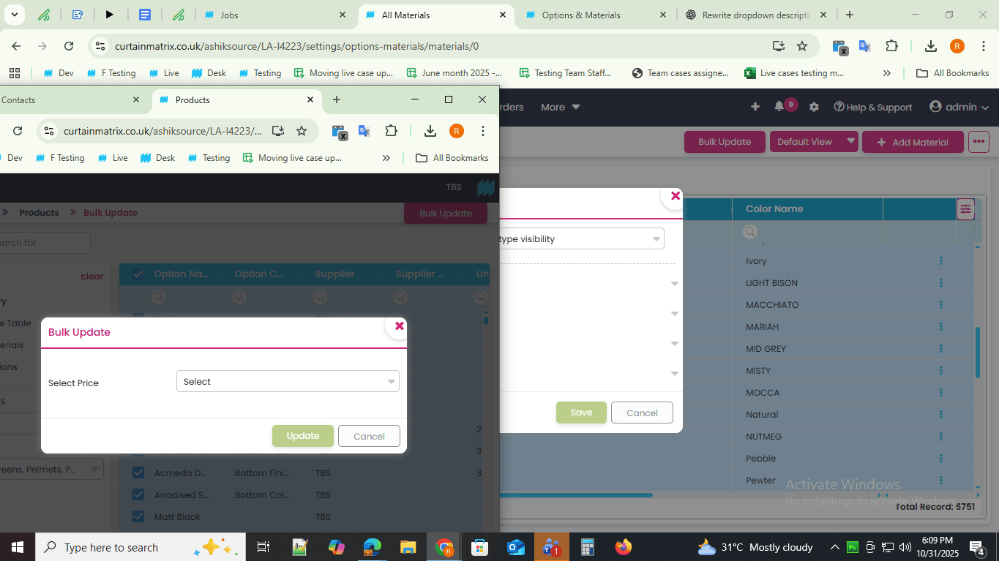 Jobs
All Materials
Options & Materials
Rewrite dropdown descripti
curtainmatrix.co.uk/ashiksource/LA-I4223/settings/options-materials/materials/0
x
R
Dev
F Testing
Live
Desk
Testing
Moving live case up...
June month 2025 -...
Testing Team Staff...
Team cases assigne...
Live cases testing m...
All Bookmarks
Contacts
Products
rders
More
0
Help & Support
admin
curtainmatrix.co.uk/ashiksource/LA-I4223/...
x
R
Bulk Update
Default View
Add Material
Dev
F Testing
Live
Desk
Testing
Moving live case up...
All Bookmarks
TBS
Products
Bulk Update
Bulk Update
earch for
type visibility
Color Name
clear
Option Na...
Option C...
Supplier
Supplier ...
Un
ry
e Table
erials
ions
rs
reens, Pelmets, P...
Bulk Update
Select Price
Select
Update
Cancel
Save
Cancel
2
3
Acmeda D...
Bottom Fini...
TBS
3
Anodised S...
Bottom Col...
TBS
Matt Black
TBS
Ivory
LIGHT BISON
MACCHIATO
MARIAH
MID GREY
MISTY
MOCCA
Natural
NUTMEG
Pebble
Pewter
Activate Windows
Go to Settings to activate Windows.
Total Record: 5751
Type here to search
R
1
31°C Mostly cloudy
6:09 PM
10/31/2025
4